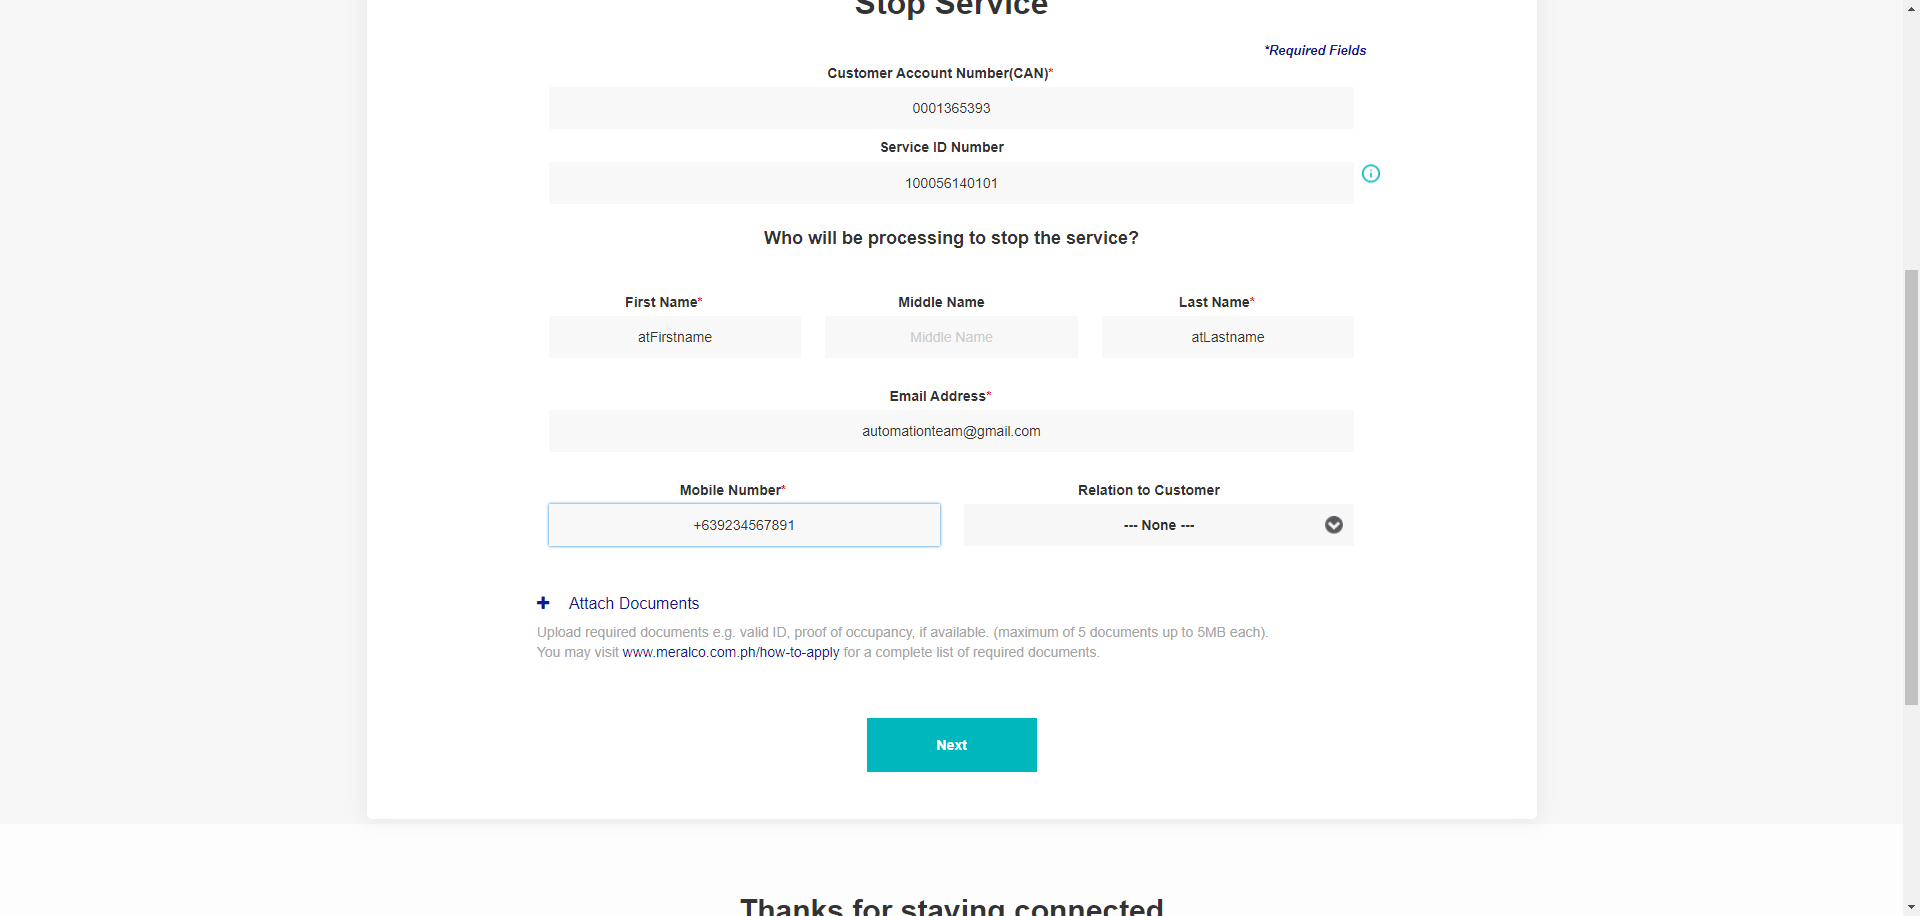 Stop Service
*Required Fields
Customer Account Number(CAN)*
0001365393
Service ID Number
100056140101
Who will be processing to stop the service?
First Name*
Middle Name
Last Name*
atFirstname
Middle Name
atLastname
Email Address*
automationteam@gmail.com
Mobile Number*
Relation to Customer
+639234567891
--- None ---
Attach Documents
Upload required documents e.g. valid ID, proof of occupancy, if available. (maximum of 5 documents up to 5MB each).
You may visit www.meralco.com.ph/how-to-apply for a complete list of required documents.
Next
Thanks for staying connected